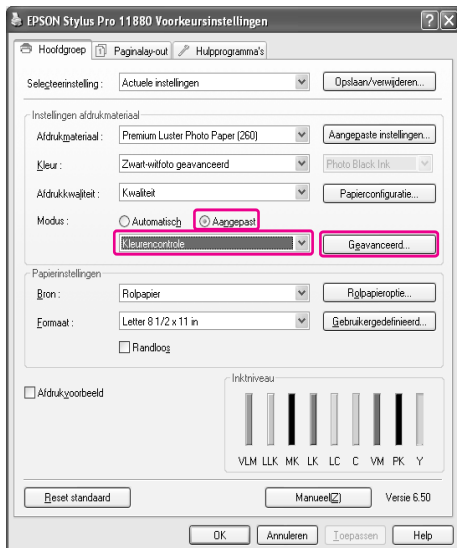 EPSON Stylus Pro 11880 Voorkeursinstellingen
Hoofdgroep Paginalay-out Hulpprogramma's
Selecteerinstelling : Actuele instellingen Opslaan/verwijderen...
Instellingen afdrukmateriaal
Afdrukmateriaal : Premium Luster Photo Paper (260) Aangepaste instellingen...
Kleur : Zwart-witfoto geavanceerd Photo Black Ink
Afdrukkwaliteit : Kwaliteit Papierconfiguratie...
Modus : Automatisch Aangepast
Kleurencontrole Geavanceerd...
Papierinstellingen
Bron : Rolpapier Rolpapieroptie...
Formaat : Letter 8 1/2 x 11 in Gebruikergedefinieerd...
Randloos
Afdrukvoorbeeld
Inktniveau
VLM LLK MK LK LC C VM PK Y
Reset standaard Manueel(Z) Versie 6.50
OK Annuleren Toepassen Help